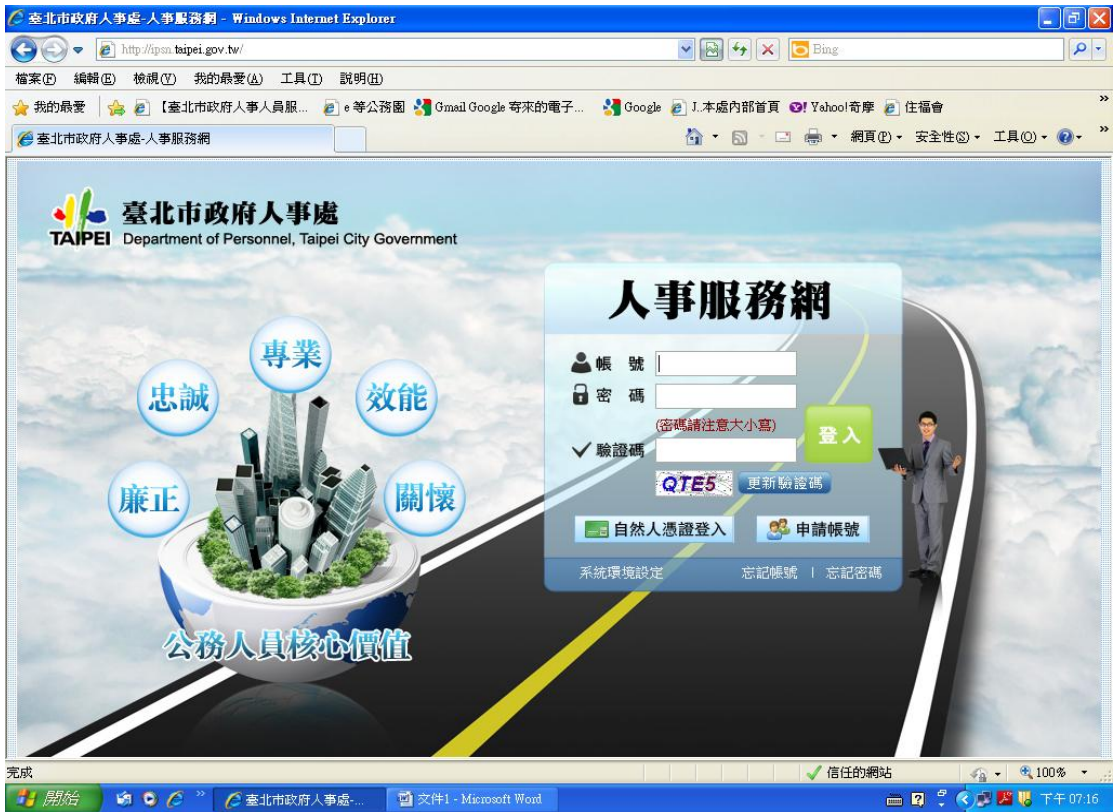 臺北市政府人事處-人事服務網 - Windows Internet Explorer
http://ipsn.taipei.gov.tw/
Bing
檔案(F) 編輯(E) 檢視(V) 我的最愛(A) 工具(T) 說明(H)
我的最愛 【臺北市政府人事人員服... e 等公務園 Gmail Google 寄來的電子... Google J..本處內部首頁 Yahoo!奇摩 住福會 »
臺北市政府人事處-人事服務網 網頁(P) 安全性(S) 工具(O) »
TAIPEI
臺北市政府人事處
Department of Personnel, Taipei City Government
人事服務網
帳 號
密 碼
(密碼請注意大小寫)
驗證碼
登入
QTE5 更新驗證碼
自然人憑證登入 申請帳號
系統環境設定 忘記帳號 | 忘記密碼
專業
忠誠
效能
廉正
關懷
公務人員核心價值
完成 信任的網站 100%
開始 » 臺北市政府人事處-... 文件1 - Microsoft Word 下午 07:16